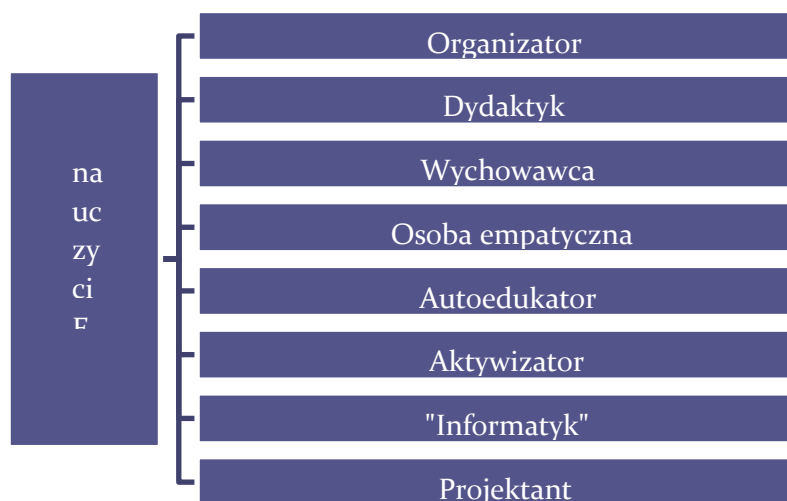 na
uc
zy
ci
E
Organizator
Dydaktyk
Wychowawca
Osoba empatyczna
Autoedukator
Aktywizator
"Informatyk"
Projektant